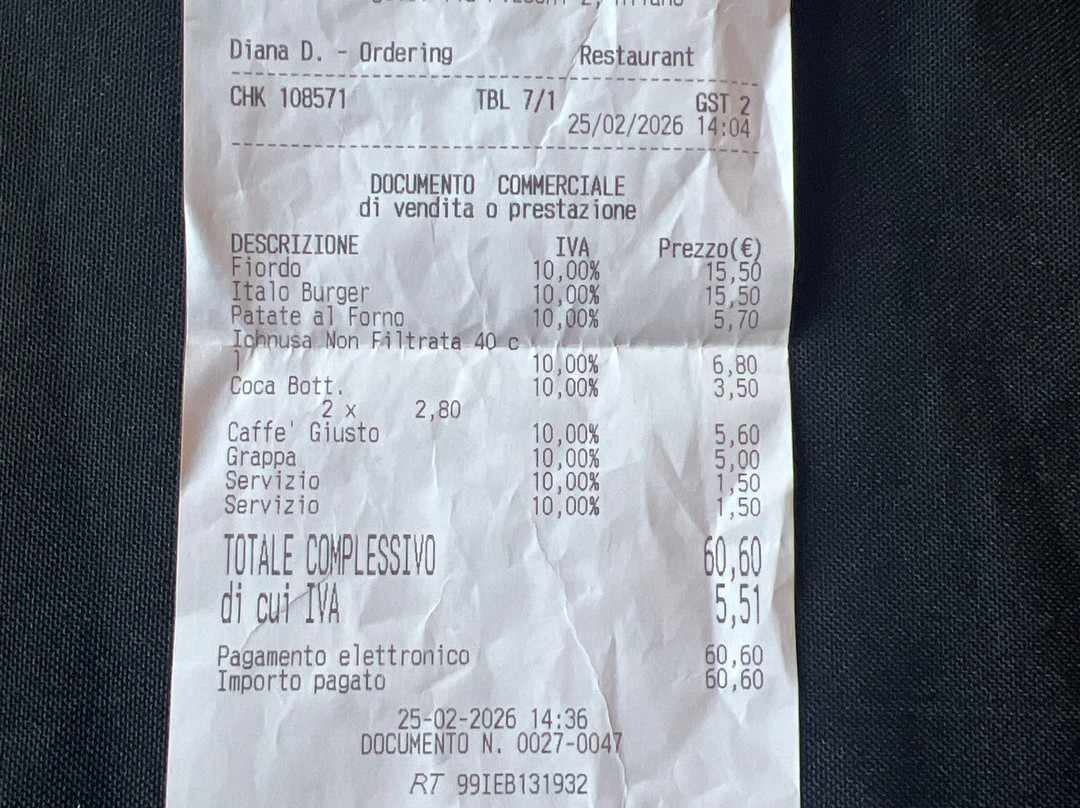 Diana D. - Ordering Restaurant
CHK 108571 TBL 7/1 GST 2
25/02/2026 14:04
DOCUMENTO COMMERCIALE
di vendita o prestazione
DESCRIZIONE IVA Prezzo(€)
Fiordo 10,00% 15,50
Italo Burger 10,00% 15,50
Patate al Forno 10,00% 5,70
Ichnusa Non Filtrata 40 c
l 10,00% 6,80
Coca Bott. 10,00% 3,50
2 x 2,80
Caffe' Giusto 10,00% 5,60
Grappa 10,00% 5,00
Servizio 10,00% 1,50
Servizio 10,00% 1,50
TOTALE COMPLESSIVO 60,60
di cui IVA 5,51
Pagamento elettronico 60,60
Importo pagato 60,60
25-02-2026 14:36
DOCUMENTO N. 0027-0047
RT 99IEB131932